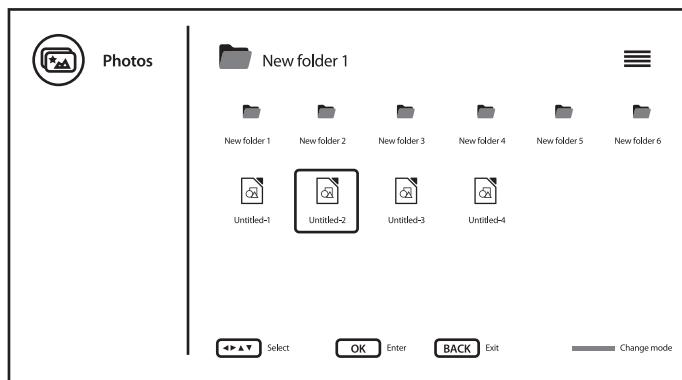 Photos
New folder 1
New folder 1 New folder 2 New folder 3 New folder 4 New folder 5 New folder 6
Untitled-1 Untitled-2 Untitled-3 Untitled-4
Select OK Enter BACK Exit Change mode